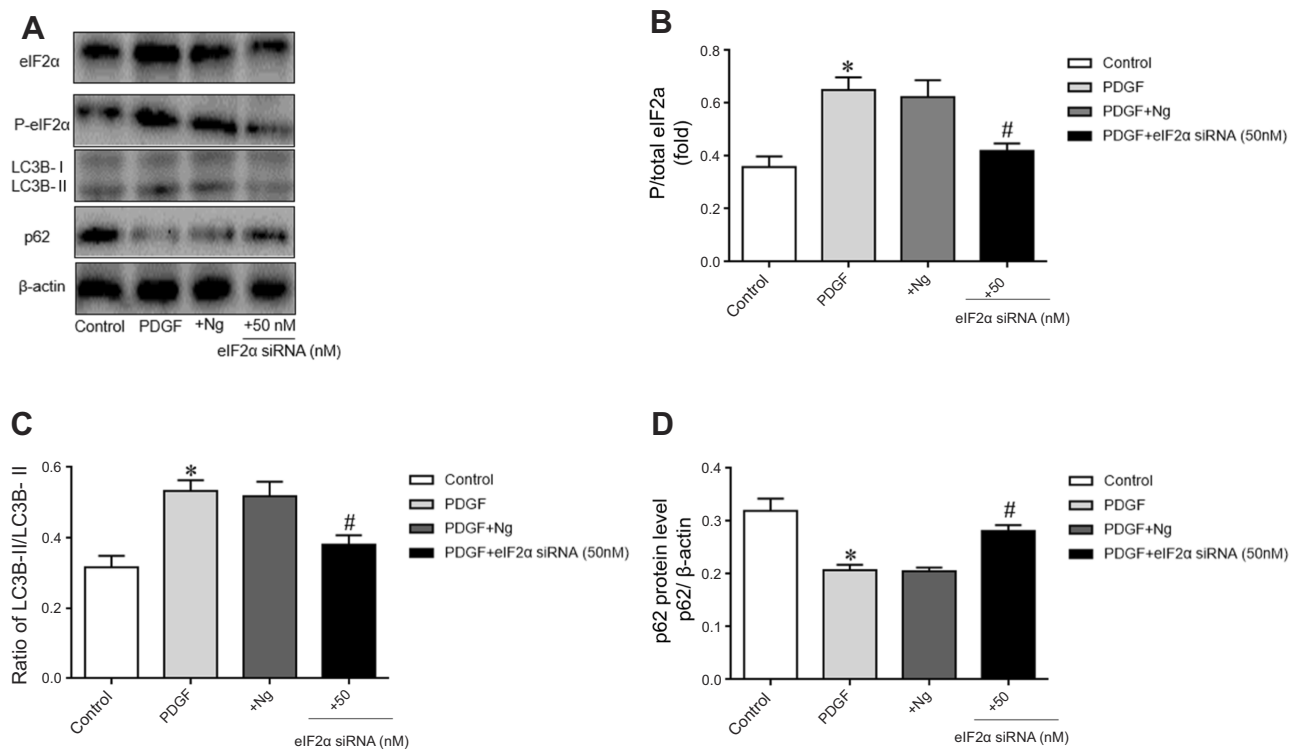 A
eIF2α
P-eIF2α
LC3B- I
LC3B- II
p62
β-actin
Control PDGF +Ng +50 nM
eIF2α siRNA (nM)
B
P/total eIF2a
(fold)
0.8
0.6
0.4
0.2
0.0
*
#
Control
PDGF
+Ng
+50
eIF2α siRNA (nM)
Control
PDGF
PDGF+Ng
PDGF+eIF2α siRNA (50nM)
C
Ratio of LC3B-II/LC3B- II
0.6
0.4
0.2
0.0
*
#
Control
PDGF
+Ng
+50
eIF2α siRNA (nM)
Control
PDGF
PDGF+Ng
PDGF+eIF2α siRNA (50nM)
D
p62 protein level
p62/ β-actin
0.4
0.3
0.2
0.1
0.0
*
#
Control
PDGF
+Ng
+50
eIF2α siRNA (nM)
Control
PDGF
PDGF+Ng
PDGF+eIF2α siRNA (50nM)